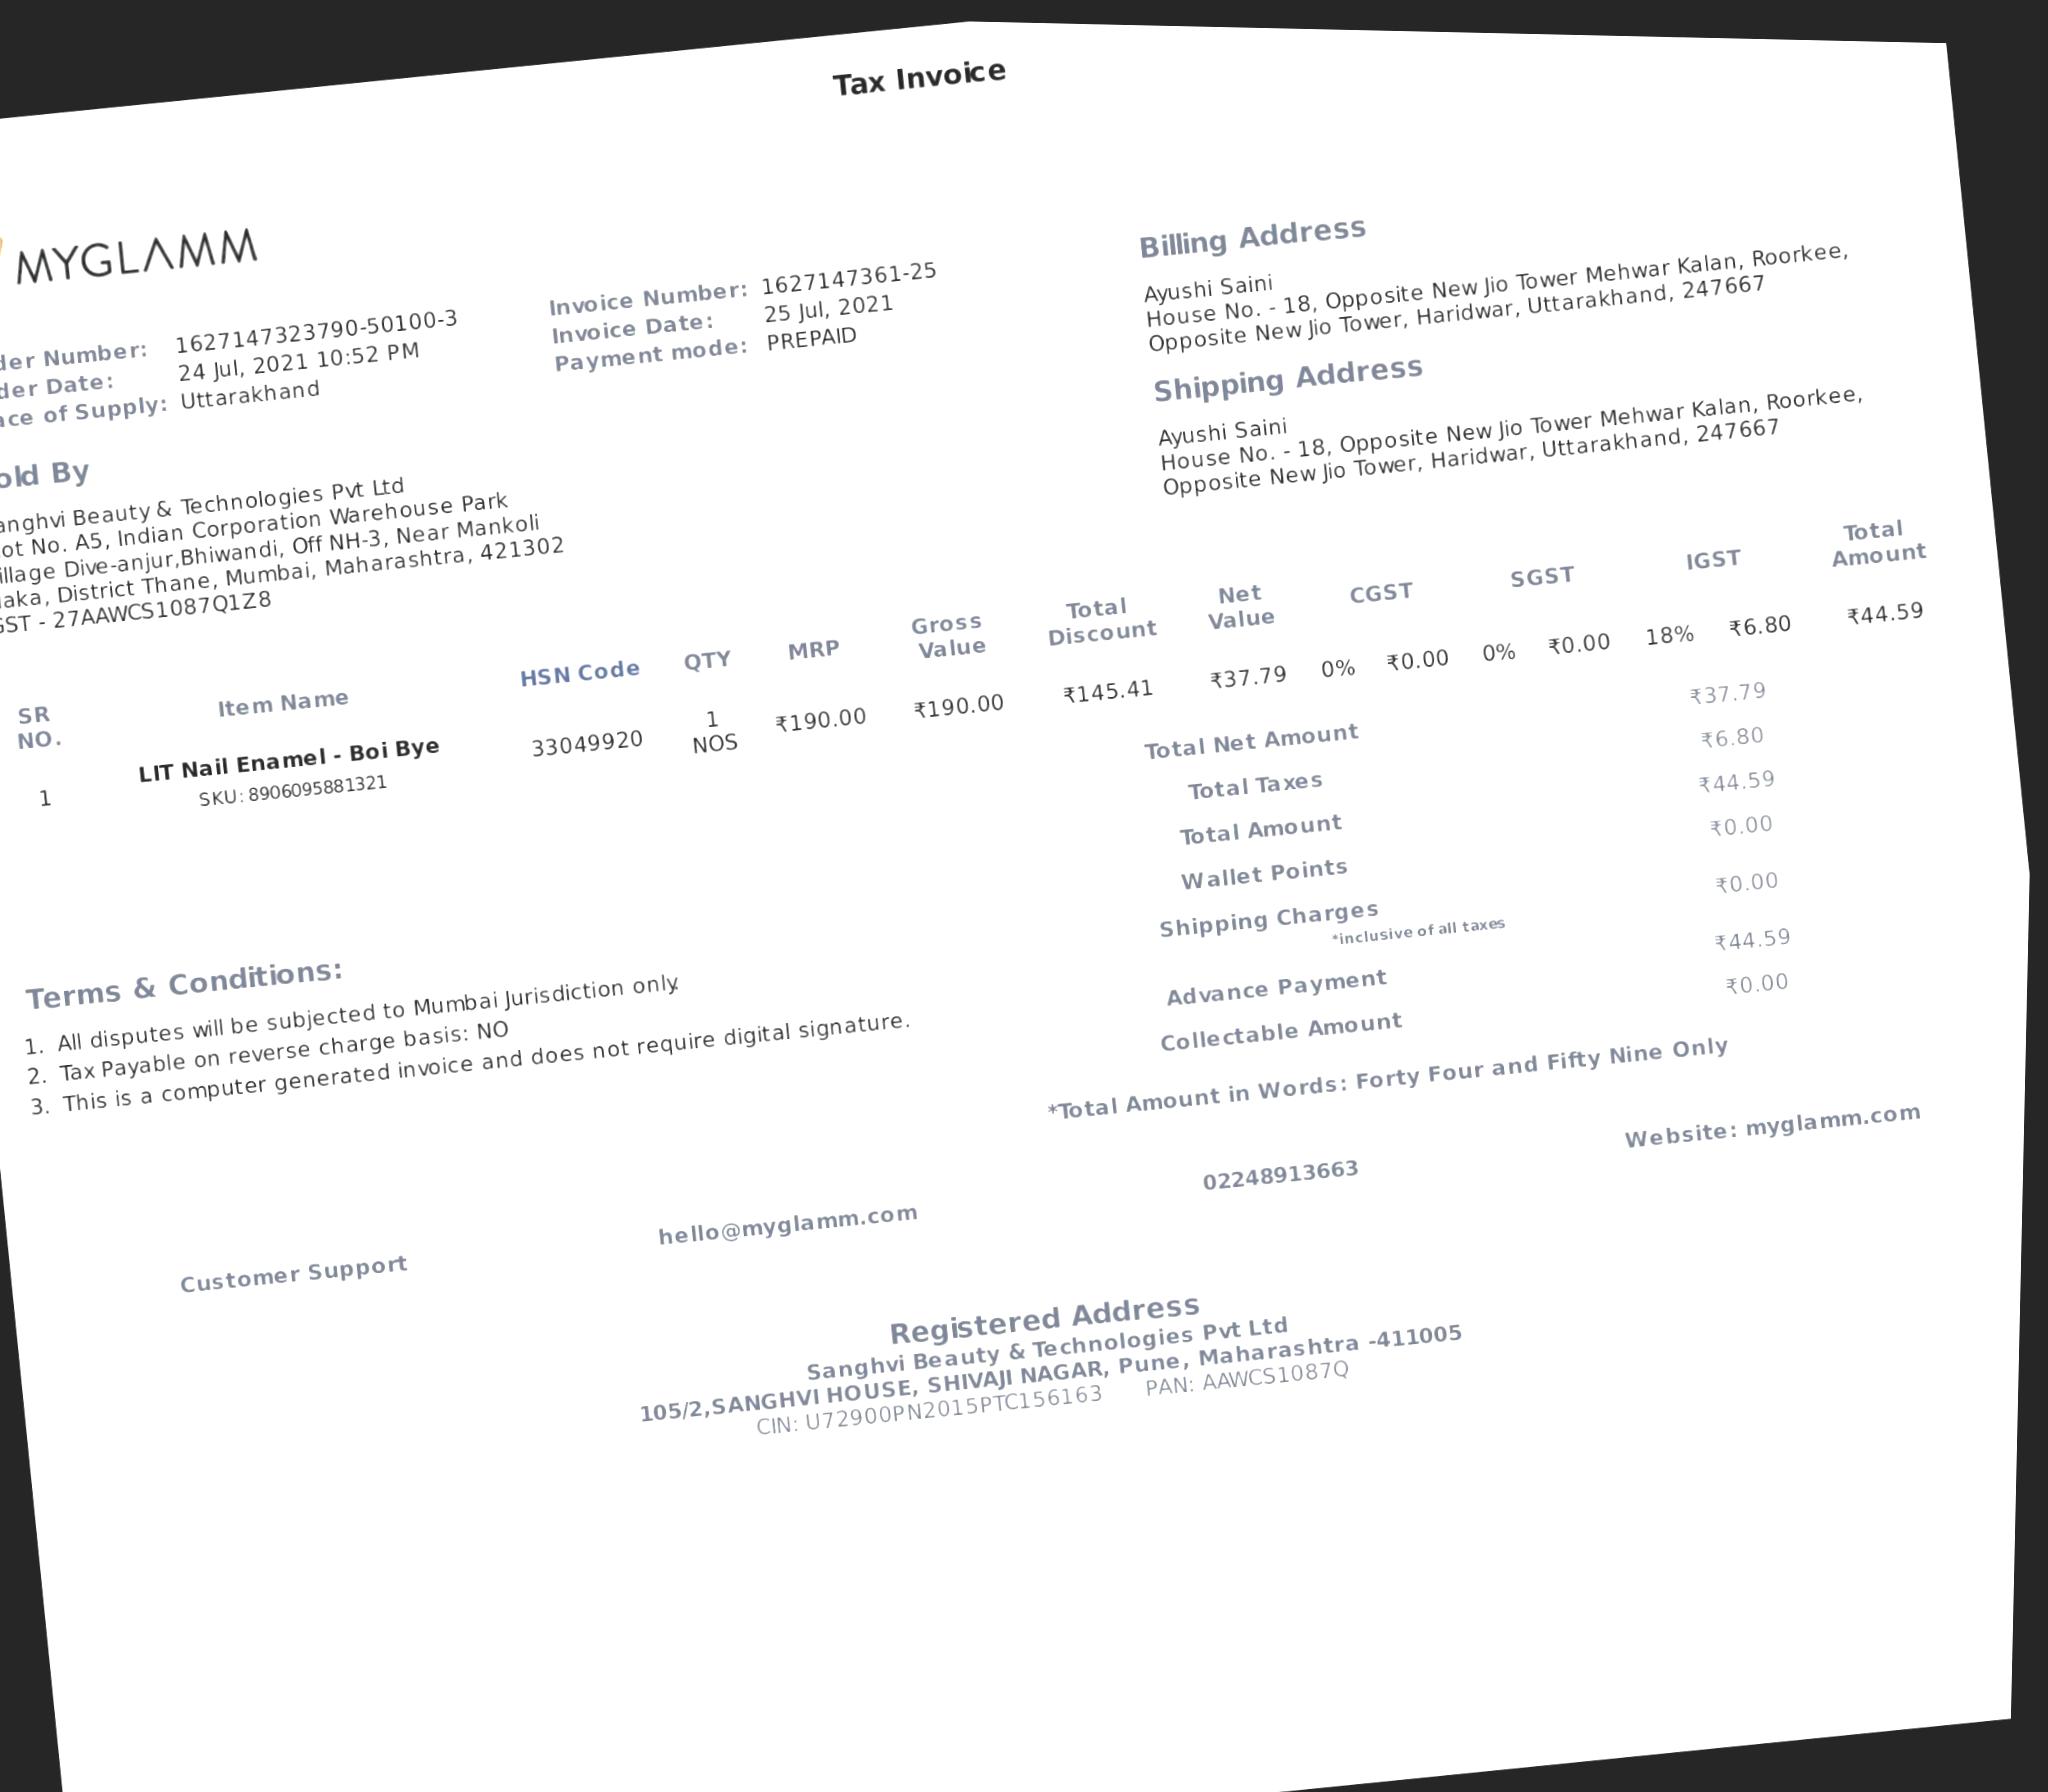 Tax Invoice
MYGLAMM
der Number: 1627147323790-50100-3
der Date: 24 Jul, 2021 10:52 PM
ace of Supply: Uttarakhand
Invoice Number: 1627147361-25
Invoice Date: 25 Jul, 2021
Payment mode: PREPAID
Billing Address
Ayushi Saini
House No. - 18, Opposite New Jio Tower Mehwar Kalan, Roorkee,
Opposite New Jio Tower, Haridwar, Uttarakhand, 247667
Shipping Address
Ayushi Saini
House No. - 18, Opposite New Jio Tower Mehwar Kalan, Roorkee,
Opposite New Jio Tower, Haridwar, Uttarakhand, 247667
old By
anghvi Beauty & Technologies Pvt Ltd
ot No. A5, Indian Corporation Warehouse Park
illage Dive-anjur,Bhiwandi, Off NH-3, Near Mankoli
aka, District Thane, Mumbai, Maharashtra, 421302
GST - 27AAWCS1087Q1Z8
SR NO. Item Name HSN Code QTY MRP Gross Value Total Discount Net Value CGST SGST IGST Total Amount
1 LIT Nail Enamel - Boi Bye 33049920 1 NOS ₹190.00 ₹190.00 ₹145.41 ₹37.79 0% ₹0.00 0% ₹0.00 18% ₹6.80 ₹44.59
SKU: 8906095881321
Total Net Amount ₹37.79
Total Taxes ₹6.80
Total Amount ₹44.59
Wallet Points ₹0.00
Shipping Charges ₹0.00
*inclusive of all taxes
Advance Payment ₹44.59
Collectable Amount ₹0.00
*Total Amount in Words: Forty Four and Fifty Nine Only
Terms & Conditions:
1. All disputes will be subjected to Mumbai Jurisdiction only.
2. Tax Payable on reverse charge basis: NO
3. This is a computer generated invoice and does not require digital signature.
Customer Support hello@myglamm.com 02248913663 Website: myglamm.com
Registered Address
Sanghvi Beauty & Technologies Pvt Ltd
105/2,SANGHVI HOUSE, SHIVAJI NAGAR, Pune, Maharashtra -411005
CIN: U72900PN2015PTC156163 PAN: AAWCS1087Q